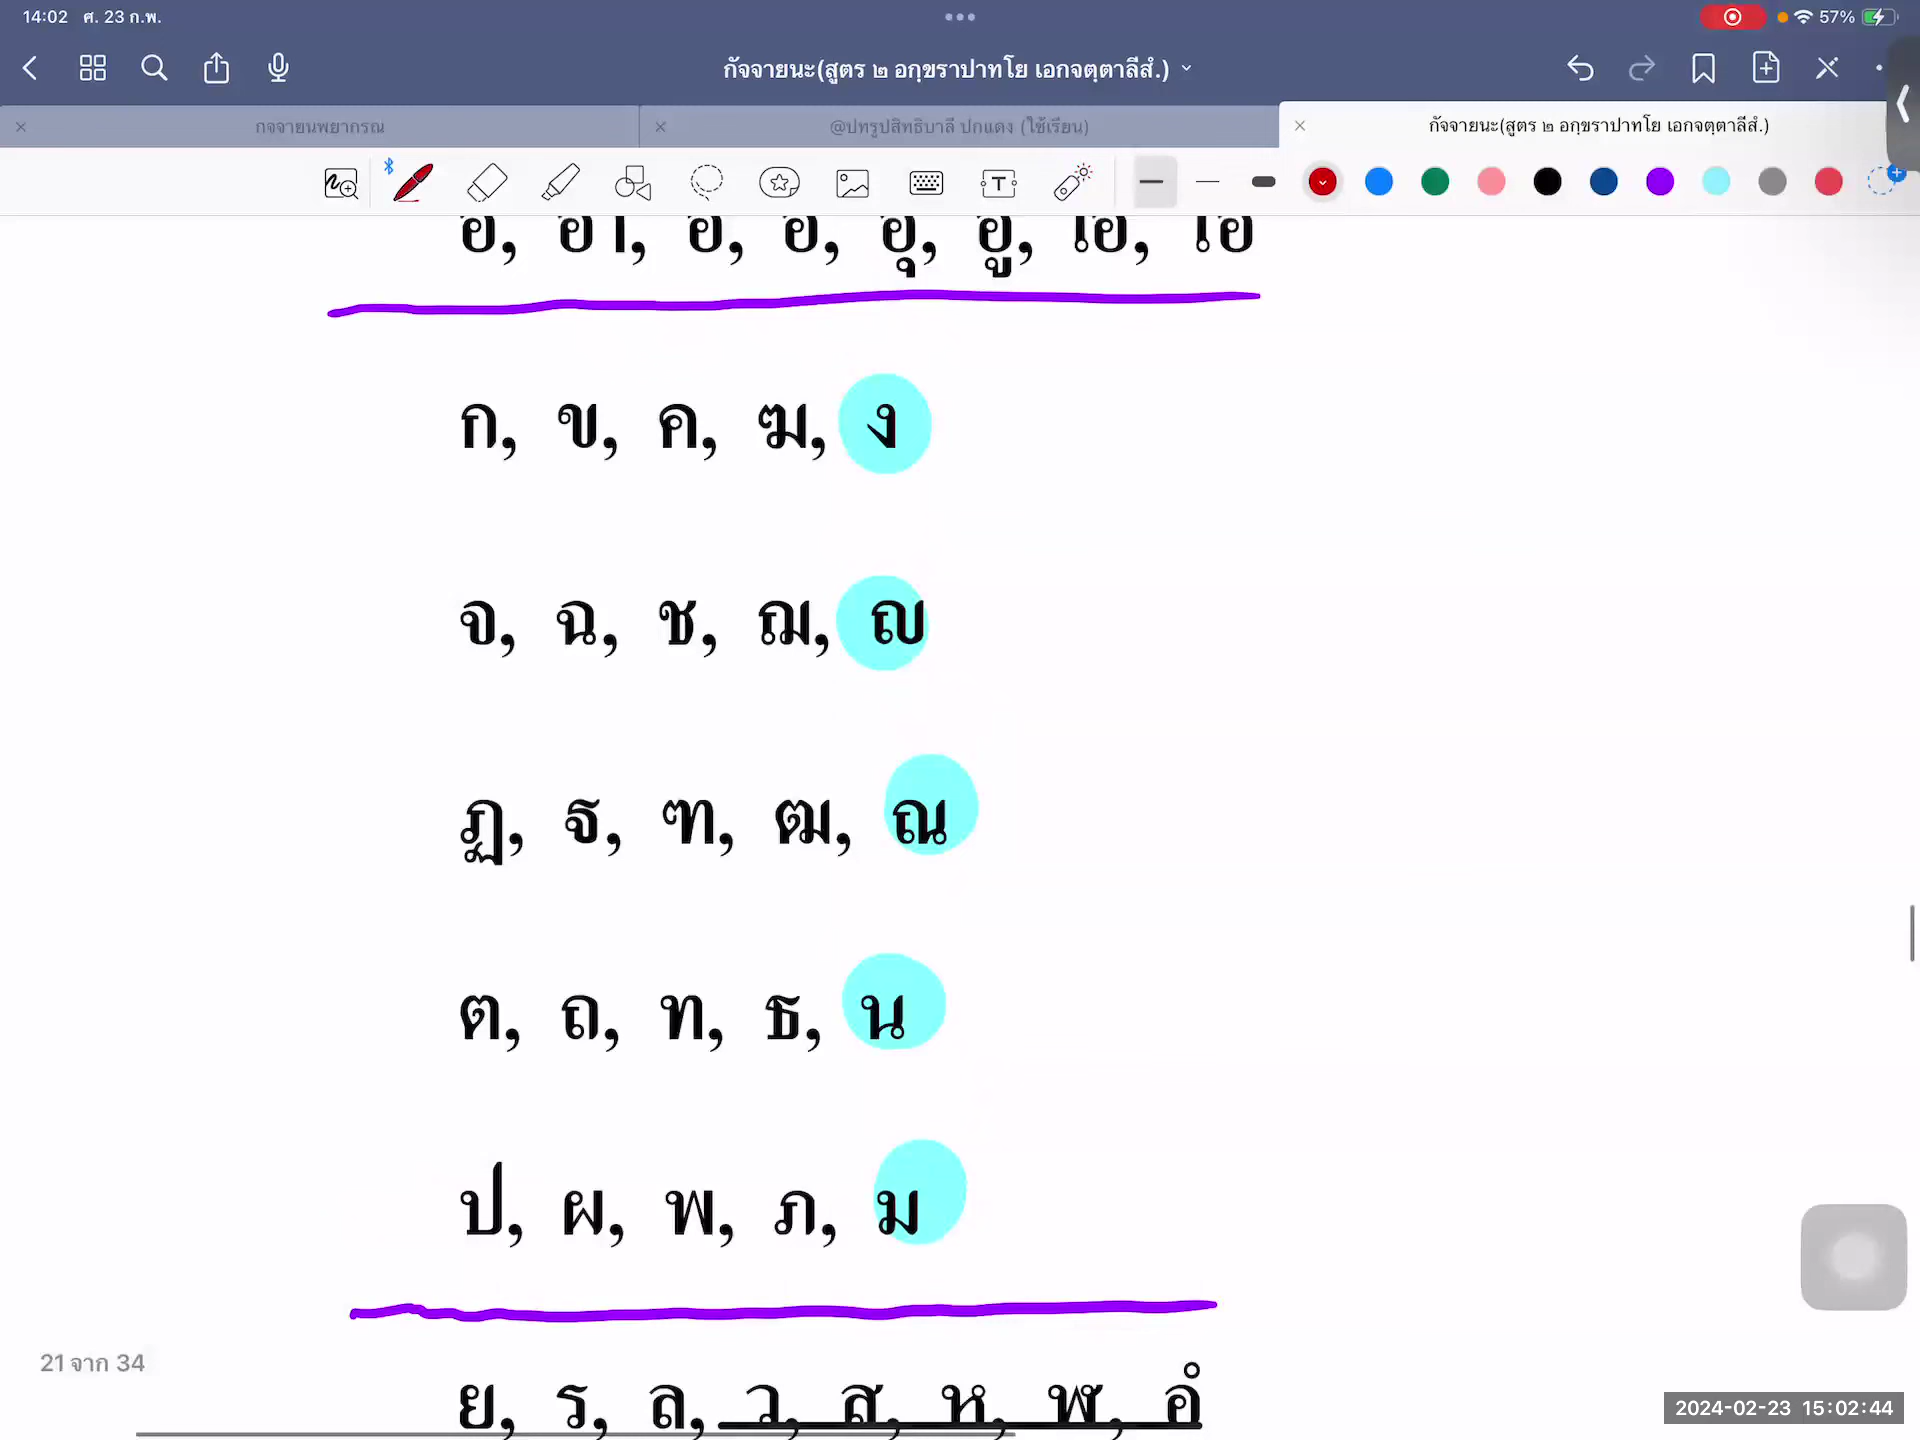 14:02 ศ. 23 ก.พ.
57%
กัจจายนะ(สูตร ๒ อกฺขราปาทโย เอกจตฺตาลีสํ.)
กจจายนพยากรณ
@ปทรูปสิทธิบาลี ปกแดง (ใช้เรียน)
กัจจายนะ(สูตร ๒ อกฺขราปาทโย เอกจตฺตาลีสํ.)
ก, ข, ค, ฆ, ง
จ, ฉ, ช, ฌ, ญ
ฏ, ฐ, ฑ, ฒ, ณ
ต, ถ, ท, ธ, น
ป, ผ, พ, ภ, ม
21 จาก 34
ย, ร, ล, ว, ส, ห, ฬ, อํ
2024-02-23 15:02:44